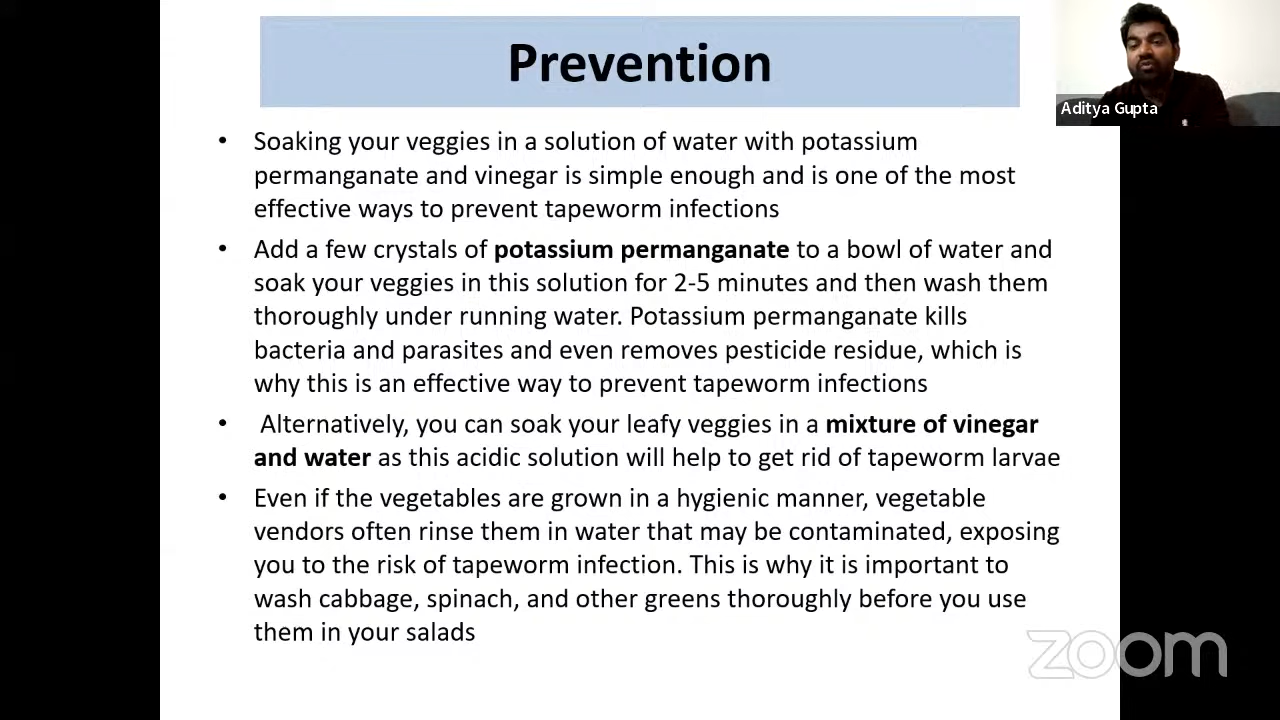 Prevention
Aditya Gupta
• Soaking your veggies in a solution of water with potassium
permanganate and vinegar is simple enough and is one of the most
effective ways to prevent tapeworm infections
• Add a few crystals of potassium permanganate to a bowl of water and
soak your veggies in this solution for 2-5 minutes and then wash them
thoroughly under running water. Potassium permanganate kills
bacteria and parasites and even removes pesticide residue, which is
why this is an effective way to prevent tapeworm infections
• Alternatively, you can soak your leafy veggies in a mixture of vinegar
and water as this acidic solution will help to get rid of tapeworm larvae
• Even if the vegetables are grown in a hygienic manner, vegetable
vendors often rinse them in water that may be contaminated, exposing
you to the risk of tapeworm infection. This is why it is important to
wash cabbage, spinach, and other greens thoroughly before you use
them in your salads
zoom